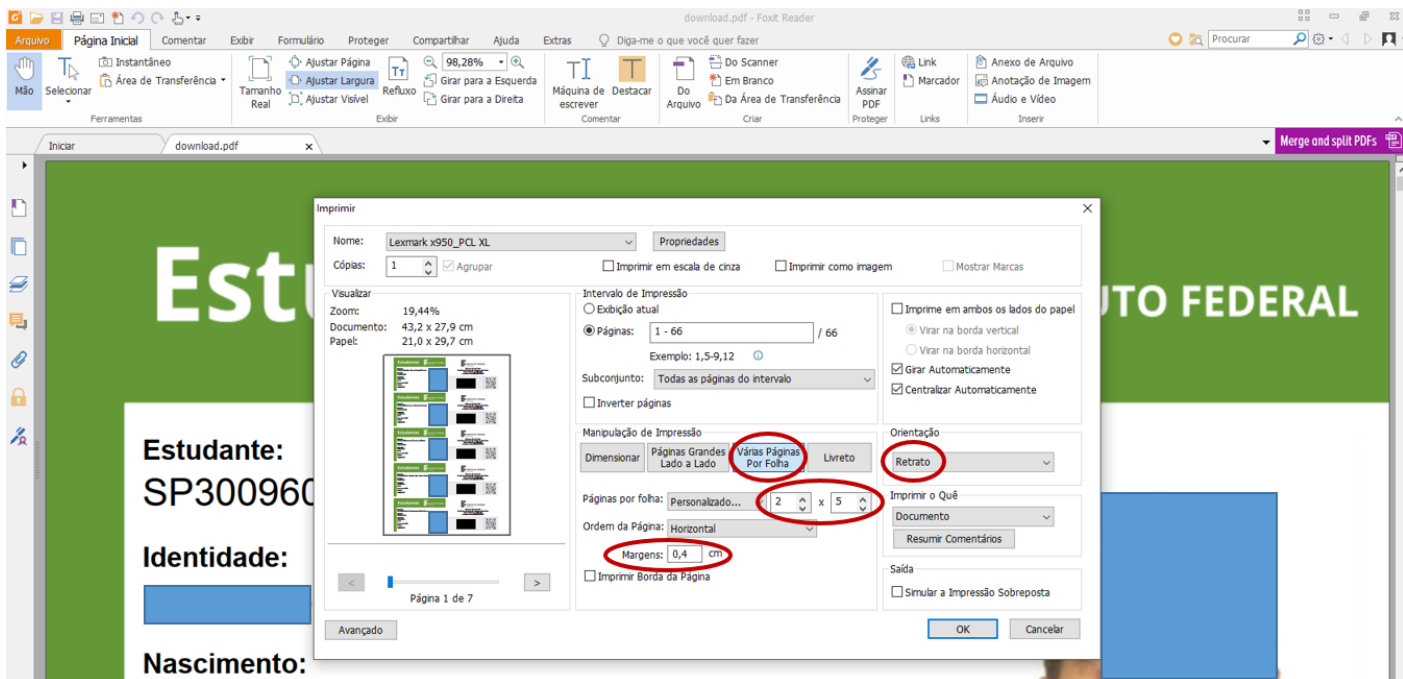 download.pdf - Foxit Reader
Arquivo Página Inicial Comentar Exibir Formulário Proteger Compartilhar Ajuda Extras Diga-me o que você quer fazer Procurar
Mão
Selecionar
Instantâneo
Área de Transferência
Ferramentas
Tamanho Real
Ajustar Página
Ajustar Largura
Ajustar Visível
Refluxo
98,28%
Girar para a Esquerda
Girar para a Direita
Exibir
Máquina de escrever
Destacar
Comentar
Do Arquivo
Do Scanner
Em Branco
Da Área de Transferência
Criar
Assinar PDF
Proteger
Link
Marcador
Links
Anexo de Arquivo
Anotação de Imagem
Áudio e Vídeo
Inserir
Iniciar download.pdf x
Merge and split PDFs
Imprimir
Nome: Lexmark x950_PCL XL Propriedades
Cópias: 1 Agrupar Imprimir em escala de cinza Imprimir como imagem Mostrar Marcas
Visualizar
Zoom: 19,44%
Documento: 43,2 x 27,9 cm
Papel: 21,0 x 29,7 cm
< >
Página 1 de 7
Avançado
Intervalo de Impressão
Exibição atual
Páginas: 1 - 66 / 66
Exemplo: 1,5-9,12
Subconjunto: Todas as páginas do intervalo
Inverter páginas
Manipulação de Impressão
Dimensionar
Páginas Grandes Lado a Lado
Várias Páginas Por Folha
Livreto
Páginas por folha: Personalizado... 2 x 5
Ordem da Página: Horizontal
Margens: 0,4 cm
Imprimir Borda da Página
Imprime em ambos os lados do papel
Virar na borda vertical
Virar na borda horizontal
Girar Automaticamente
Centralizar Automaticamente
Orientação
Retrato
Imprimir o Quê
Documento
Resumir Comentários
Saída
Simular a Impressão Sobreposta
OK Cancelar
Est
UTO FEDERAL
Estudante:
SP300960
Identidade:
Nascimento: